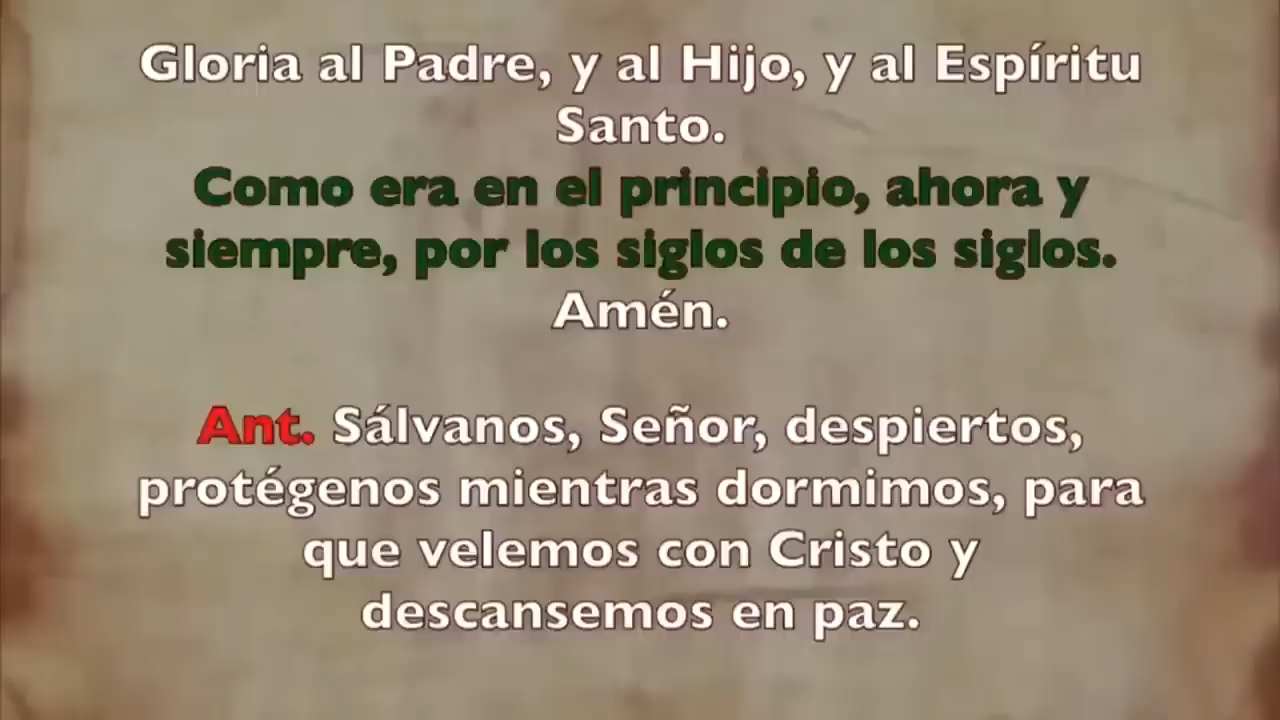 Gloria al Padre, y al Hijo, y al Espíritu
Santo.
Como era en el principio, ahora y
siempre, por los siglos de los siglos.
Amén.
Ant. Sálvanos, Señor, despiertos,
protégenos mientras dormimos, para
que velemos con Cristo y
descansemos en paz.